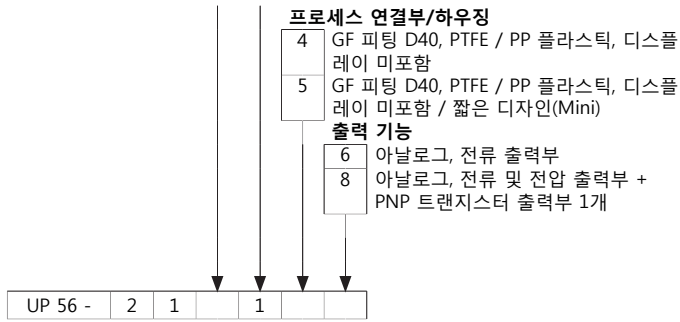 프로세스 연결부/하우징
4 GF 피팅 D40, PTFE / PP 플라스틱, 디스플
레이 미포함
5 GF 피팅 D40, PTFE / PP 플라스틱, 디스플
레이 미포함 / 짧은 디자인(Mini)
출력 기능
6 아날로그, 전류 출력부
8 아날로그, 전류 및 전압 출력부 +
PNP 트랜지스터 출력부 1개
UP 56 - 2 1 1